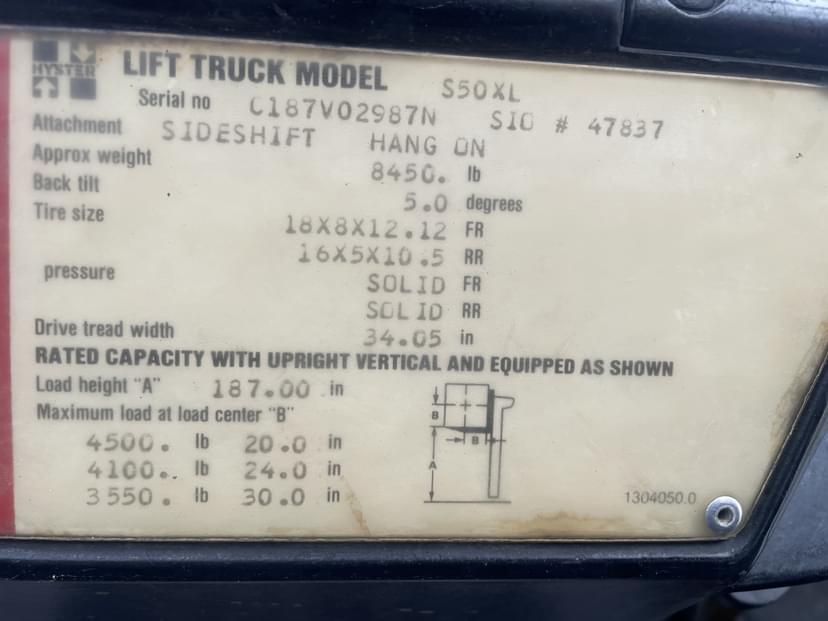 HYSTER LIFT TRUCK MODEL S50XL
Serial no C187V02987N SIO # 47837
Attachment SIDESHIFT HANG ON
Approx weight 8450. lb
Back tilt 5.0 degrees
Tire size 18X8X12.12 FR
16X5X10.5 RR
pressure SOLID FR
SOLID RR
Drive tread width 34.05 in
RATED CAPACITY WITH UPRIGHT VERTICAL AND EQUIPPED AS SHOWN
Load height "A" 187.00 in
Maximum load at load center "B"
4500. lb 20.0 in
4100. lb 24.0 in
3550. lb 30.0 in
B
B
A
1304050.0